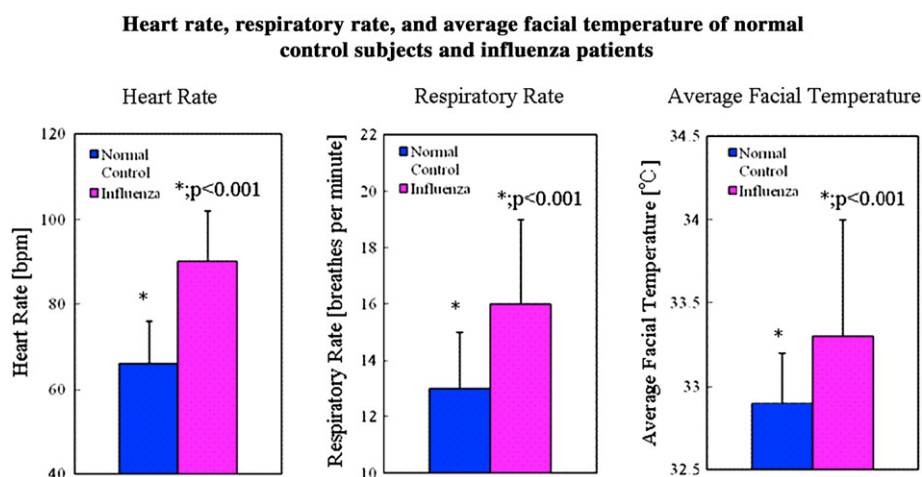 Heart rate, respiratory rate, and average facial temperature of normal
control subjects and influenza patients
Heart Rate
Heart Rate [bpm]
120
100
80
60
40
Normal
Control
Influenza
*;p<0.001
*
Respiratory Rate
Respiratory Rate [breathes per minute]
22
20
18
16
14
12
10
Normal
Control
Influenza
*;p<0.001
*
Average Facial Temperature
Average Facial Temperature [℃]
34.5
34
33.5
33
32.5
Normal
Control
Influenza
*;p<0.001
*